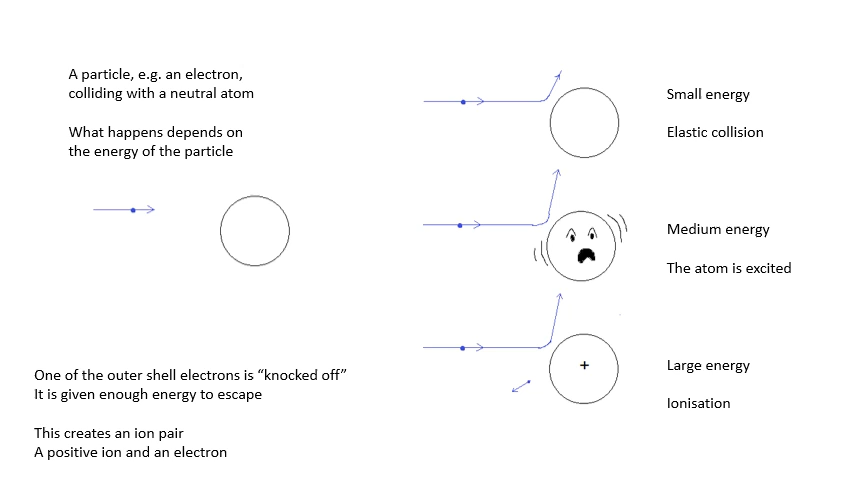 A particle, e.g. an electron,
colliding with a neutral atom
What happens depends on
the energy of the particle
Small energy
Elastic collision
Medium energy
The atom is excited
+
Large energy
Ionisation
One of the outer shell electrons is “knocked off”
It is given enough energy to escape
This creates an ion pair
A positive ion and an electron